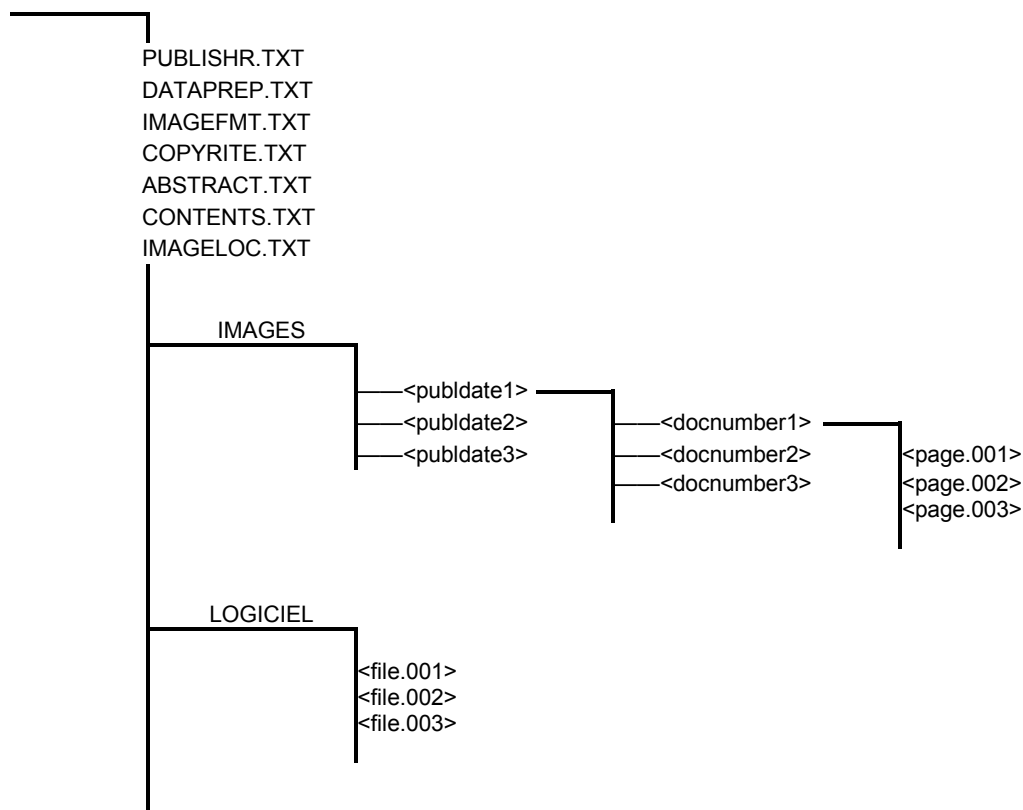 PUBLISHR.TXT
DATAPREP.TXT
IMAGEFMT.TXT
COPYRITE.TXT
ABSTRACT.TXT
CONTENTS.TXT
IMAGELOC.TXT
IMAGES
<publdate1>
<publdate2> <docnumber1>
<publdate3> <docnumber2> <page.001>
<docnumber3> <page.002>
<page.003>
LOGICIEL
<file.001>
<file.002>
<file.003>